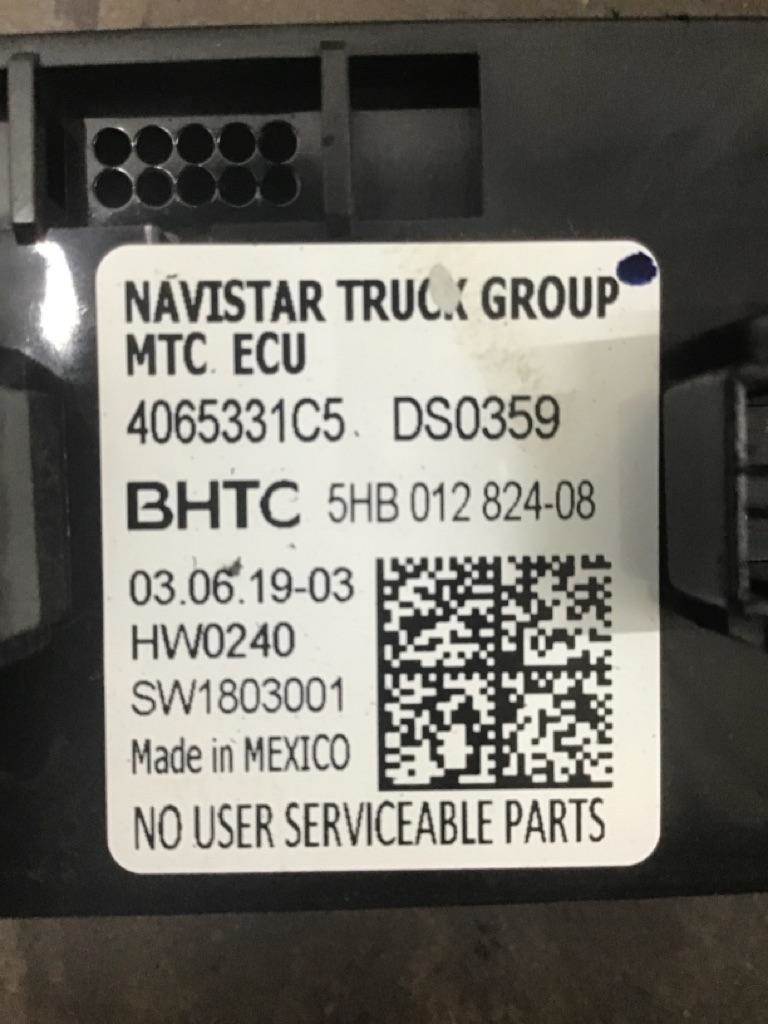 NAVISTAR TRUCK GROUP
MTC ECU
4065331C5 DS0359
BHTC 5HB 012 824-08
03.06.19-03
HW0240
SW1803001
Made in MEXICO
NO USER SERVICEABLE PARTS